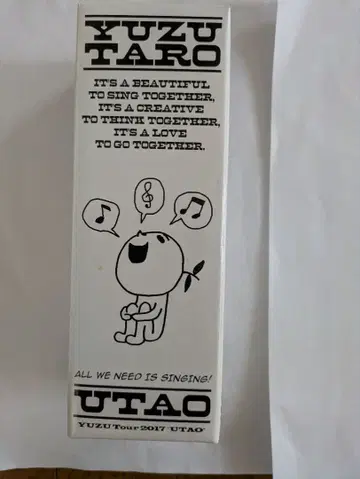 YUZU
TARO
IT'S A BEAUTIFUL
TO SING TOGETHER,
IT'S A CREATIVE
TO THINK TOGETHER,
IT'S A LOVE
TO GO TOGETHER.
ALL WE NEED IS SINGING!
UTAO
YUZU Tour 2017 "UTAO"